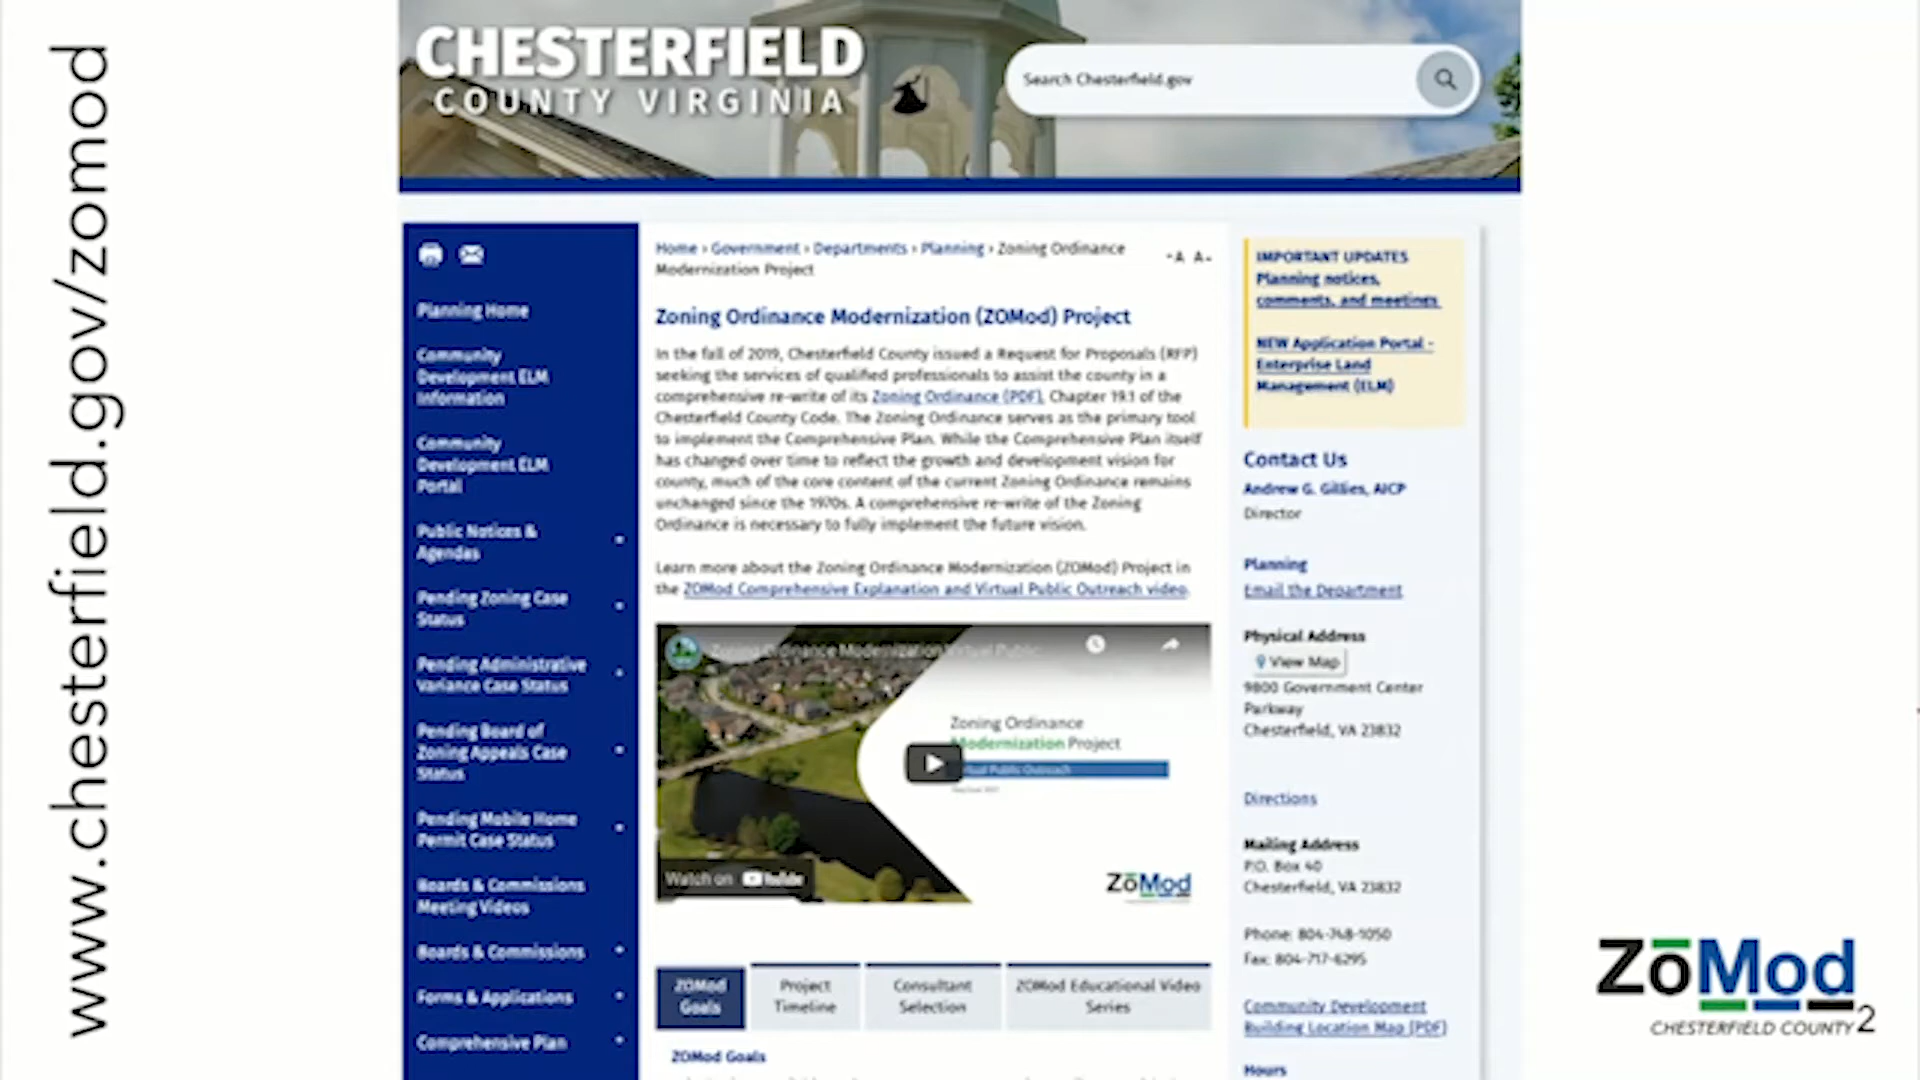 www.chesterfield.gov/zomod
CHESTERFIELD
COUNTY VIRGINIA
Search Chesterfield.gov
Planning Home
Community
Development ELM
Information
Community
Development ELM
Portal
Public Notices &
Agendas
Pending Zoning Case
Status
Pending Administrative
Variance Case Status
Pending Board of
Zoning Appeals Case
Status
Pending Mobile Home
Permit Case Status
Boards & Commissions
Meeting Videos
Boards & Commissions
Forms & Applications
Comprehensive Plan
Home › Government › Departments › Planning › Zoning Ordinance
Modernization Project
-A A+
Zoning Ordinance Modernization (ZOMod) Project
In the fall of 2019, Chesterfield County issued a Request for Proposals (RFP)
seeking the services of qualified professionals to assist the county in a
comprehensive re-write of its Zoning Ordinance (PDF), Chapter 19.1 of the
Chesterfield County Code. The Zoning Ordinance serves as the primary tool
to implement the Comprehensive Plan. While the Comprehensive Plan itself
has changed over time to reflect the growth and development vision for
county, much of the core content of the current Zoning Ordinance remains
unchanged since the 1970s. A comprehensive re-write of the Zoning
Ordinance is necessary to fully implement the future vision.
Learn more about the Zoning Ordinance Modernization (ZOMod) Project in
the ZOMod Comprehensive Explanation and Virtual Public Outreach video.
Zoning Ordinance Modernization Virtual Public
Zoning Ordinance
Modernization Project
Virtual Public Outreach
Watch on YouTube
ZoMod
ZOMod
Goals
Project
Timeline
Consultant
Selection
ZOMod Educational Video
Series
ZOMod Goals
IMPORTANT UPDATES
Planning notices,
comments, and meetings
NEW Application Portal -
Enterprise Land
Management (ELM)
Contact Us
Andrew G. Gillies, AICP
Director
Planning
Email the Department
Physical Address
View Map
9800 Government Center
Parkway
Chesterfield, VA 23832
Directions
Mailing Address
P.O. Box 40
Chesterfield, VA 23832
Phone: 804-748-1050
Fax: 804-717-6295
Community Development
Building Location Map (PDF)
Hours
ZōMod
CHESTERFIELD COUNTY
2